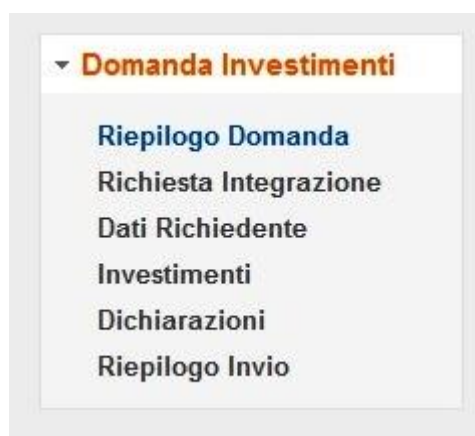 Domanda Investimenti
Riepilogo Domanda
Richiesta Integrazione
Dati Richiedente
Investimenti
Dichiarazioni
Riepilogo Invio